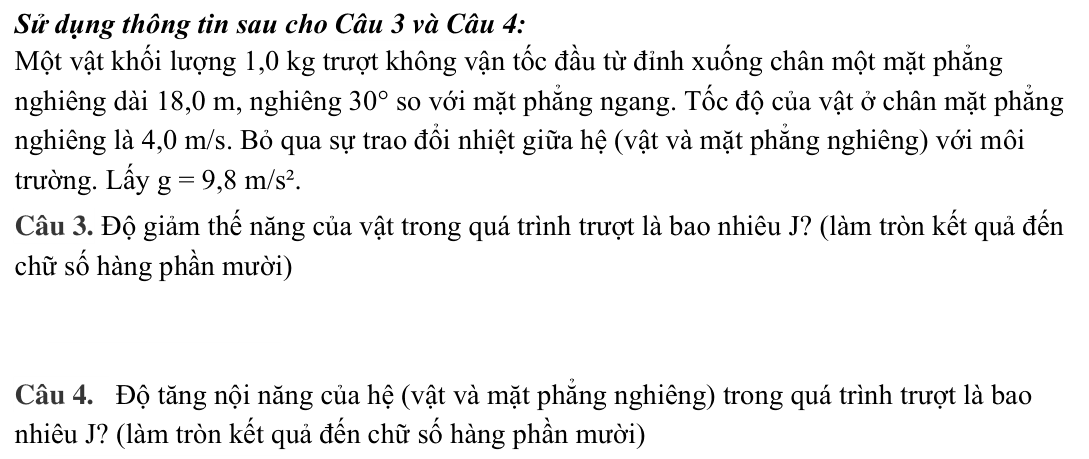 Sử dụng thông tin sau cho Câu 3 và Câu 4:
Một vật khối lượng 1,0 kg trượt không vận tốc đầu từ đỉnh xuống chân một mặt phẳng
nghiêng dài 18,0 m, nghiêng 30° so với mặt phẳng ngang. Tốc độ của vật ở chân mặt phẳng
nghiêng là 4,0 m/s. Bỏ qua sự trao đổi nhiệt giữa hệ (vật và mặt phẳng nghiêng) với môi
trường. Lấy g = 9,8 m/s².
Câu 3. Độ giảm thế năng của vật trong quá trình trượt là bao nhiêu J? (làm tròn kết quả đến
chữ số hàng phần mười)
Câu 4. Độ tăng nội năng của hệ (vật và mặt phẳng nghiêng) trong quá trình trượt là bao
nhiêu J? (làm tròn kết quả đến chữ số hàng phần mười)